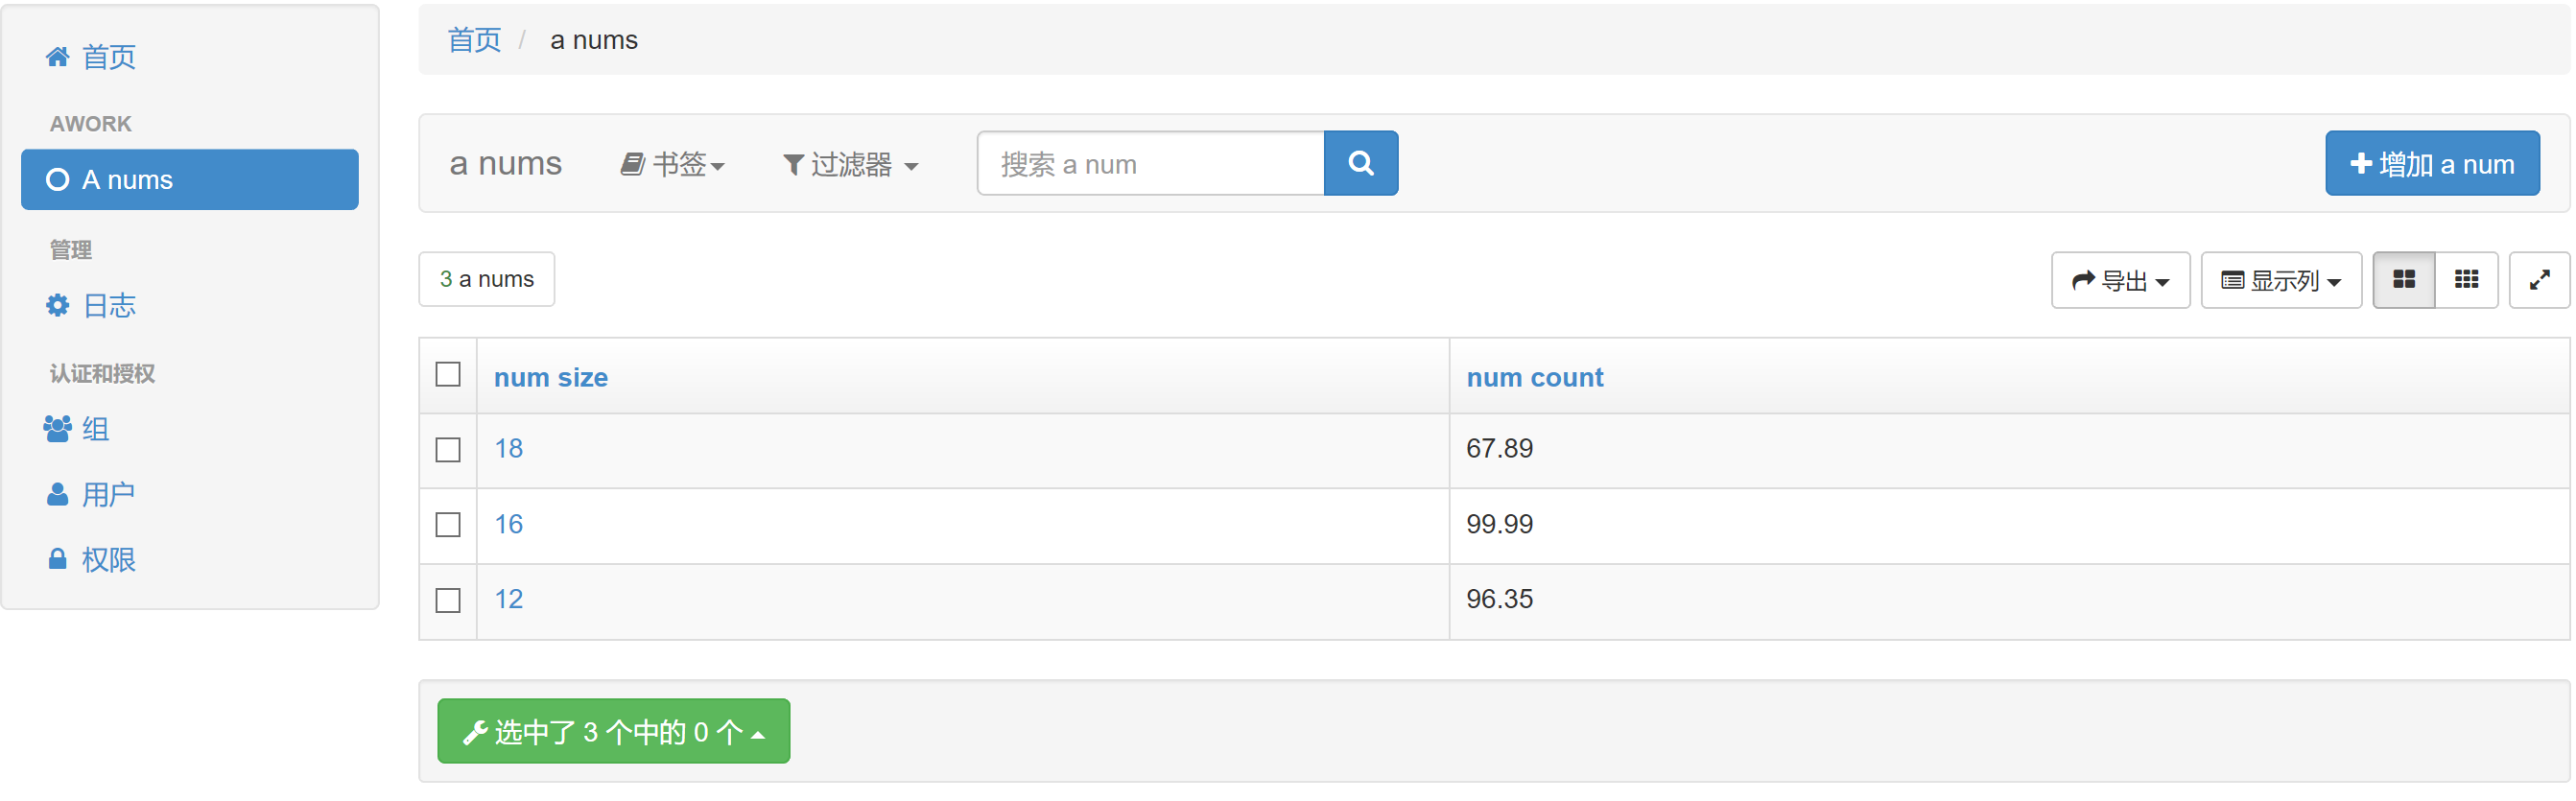 首页
AWORK
A nums
管理
日志
认证和授权
组
用户
权限
首页 / a nums
a nums 书签 过滤器 搜索 a num 增加 a num
3 a nums 导出 显示列
num size num count
18 67.89
16 99.99
12 96.35
选中了 3 个中的 0 个